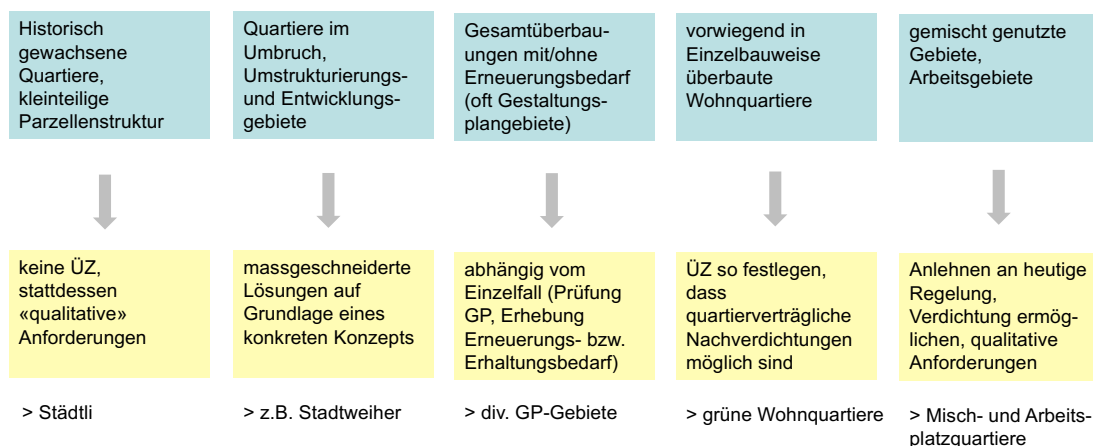 Historisch
gewachsene
Quartiere,
kleinteilige
Parzellenstruktur
Quartiere im
Umbruch,
Umstrukturierungs-
und Entwicklungs-
gebiete
Gesamtüberbau-
ungen mit/ohne
Erneuerungsbedarf
(oft Gestaltungs-
plangebiete)
vorwiegend in
Einzelbauweise
überbaute
Wohnquartiere
gemischt genutzte
Gebiete,
Arbeitsgebiete
keine ÜZ,
stattdessen
«qualitative»
Anforderungen
massgeschneiderte
Lösungen auf
Grundlage eines
konkreten Konzepts
abhängig vom
Einzelfall (Prüfung
GP, Erhebung
Erneuerungs- bzw.
Erhaltungsbedarf)
ÜZ so festlegen,
dass
quartierverträgliche
Nachverdichtungen
möglich sind
Anlehnen an heutige
Regelung,
Verdichtung ermög-
lichen, qualitative
Anforderungen
> Städtli
> z.B. Stadtweiher
> div. GP-Gebiete
> grüne Wohnquartiere
> Misch- und Arbeits-
platzquartiere